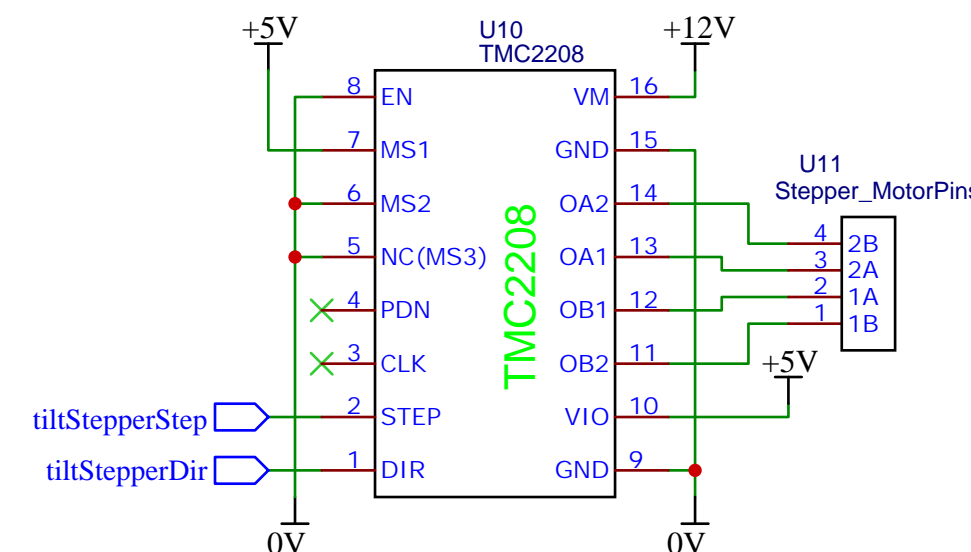 +5V
U10
TMC2208
+12V
8 EN
VM 16
7 MS1
GND 15
6 MS2
OA2 14
5 NC(MS3)
OA1 13
4 PDN
OB1 12
3 CLK
OB2 11
tiltStepperStep 2 STEP
VIO 10
tiltStepperDir 1 DIR
GND 9
TMC2208
U11
Stepper_MotorPins
4 2B
3 2A
2 1A
1 1B
+5V
0V
0V